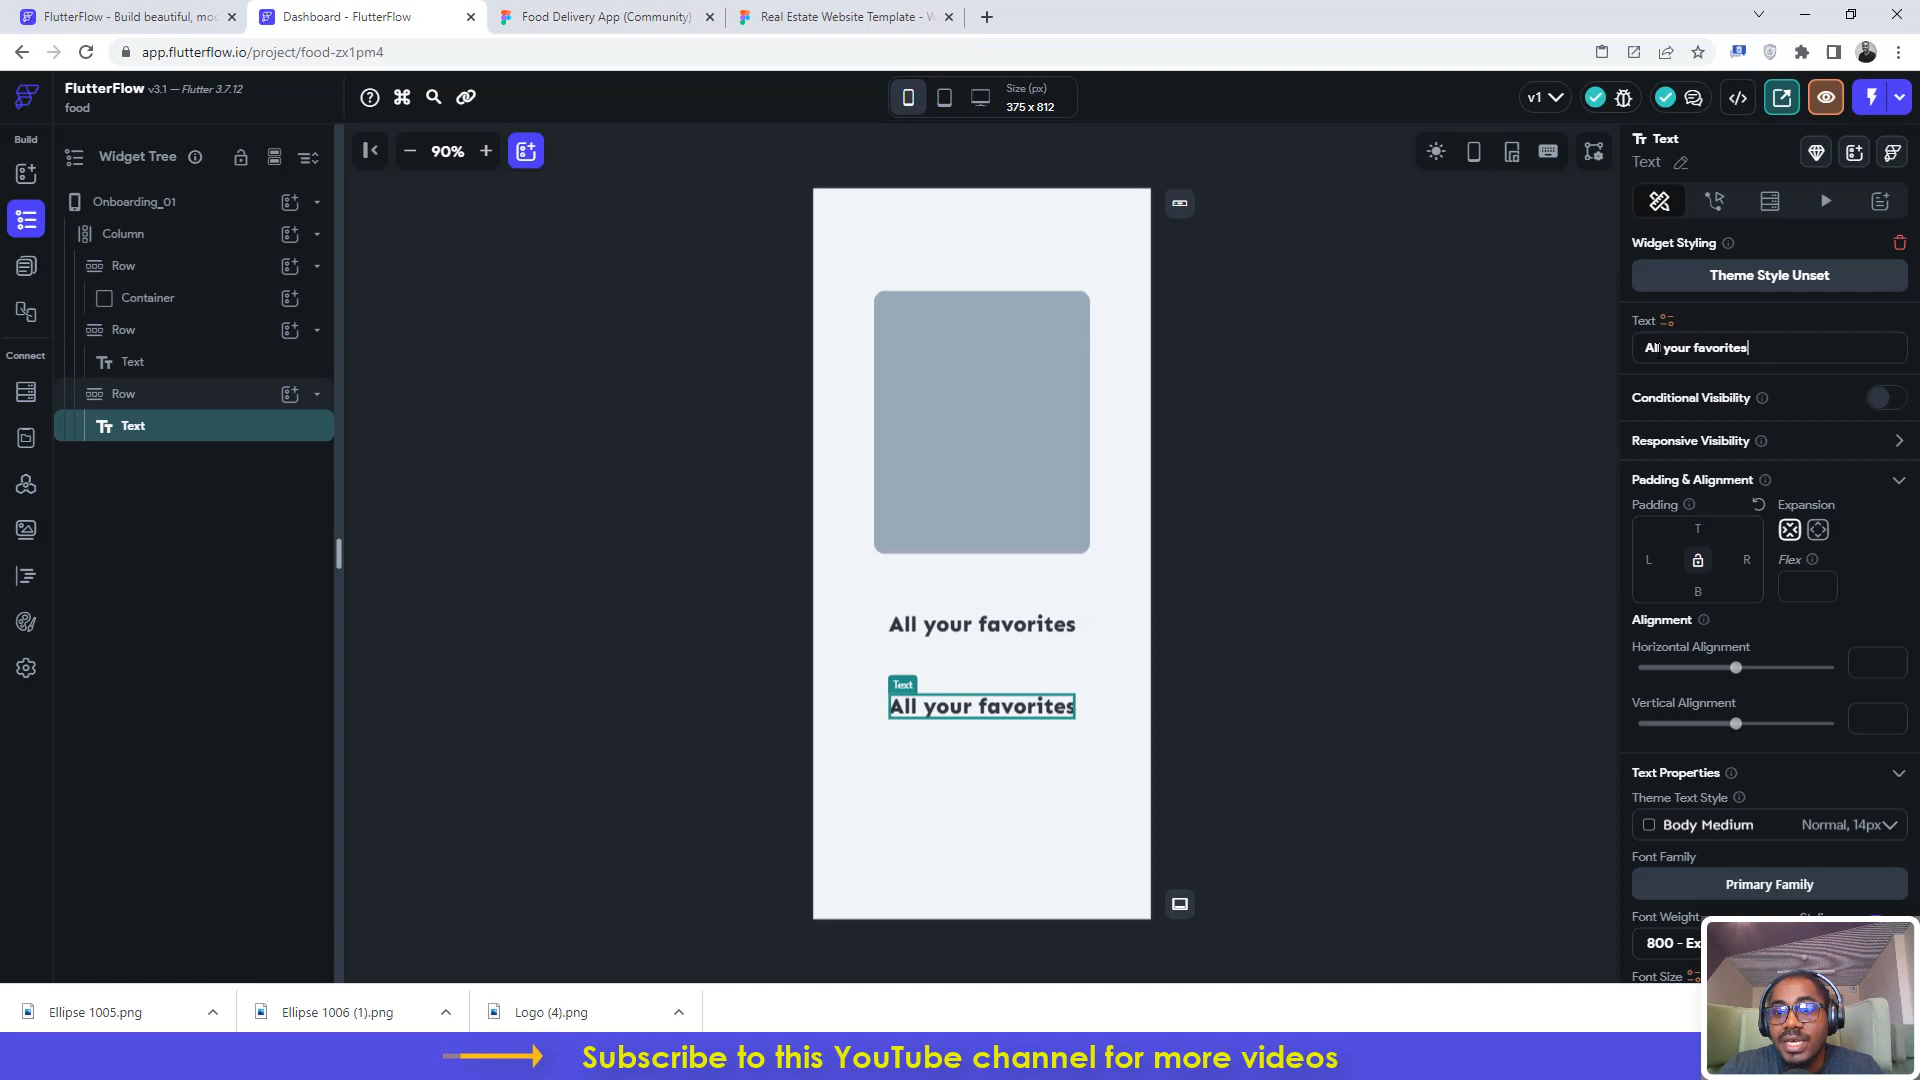 FlutterFlow - Build beautiful, mo
Dashboard - FlutterFlow
Food Delivery App (Community)
Real Estate Website Template - W
app.flutterflow.io/project/food-zx1pm4
FlutterFlow v3.1 — Flutter 3.7.12
food
Size (px)
375 x 812
v1
Build
Widget Tree
90%
Onboarding_01
Column
Row
Container
Row
Text
Row
Text
Connect
All your favorites
Text
All your favorites
Text
Text
Widget Styling
Theme Style Unset
Text
All your favorites
Conditional Visibility
Responsive Visibility
Padding & Alignment
Padding
Expansion
T
L
R
B
Flex
Alignment
Horizontal Alignment
Vertical Alignment
Text Properties
Theme Text Style
Body Medium
Normal, 14px
Font Family
Primary Family
Font Weight
800 - Ex
Font Size
Ellipse 1005.png
Ellipse 1006 (1).png
Logo (4).png
Subscribe to this YouTube channel for more videos